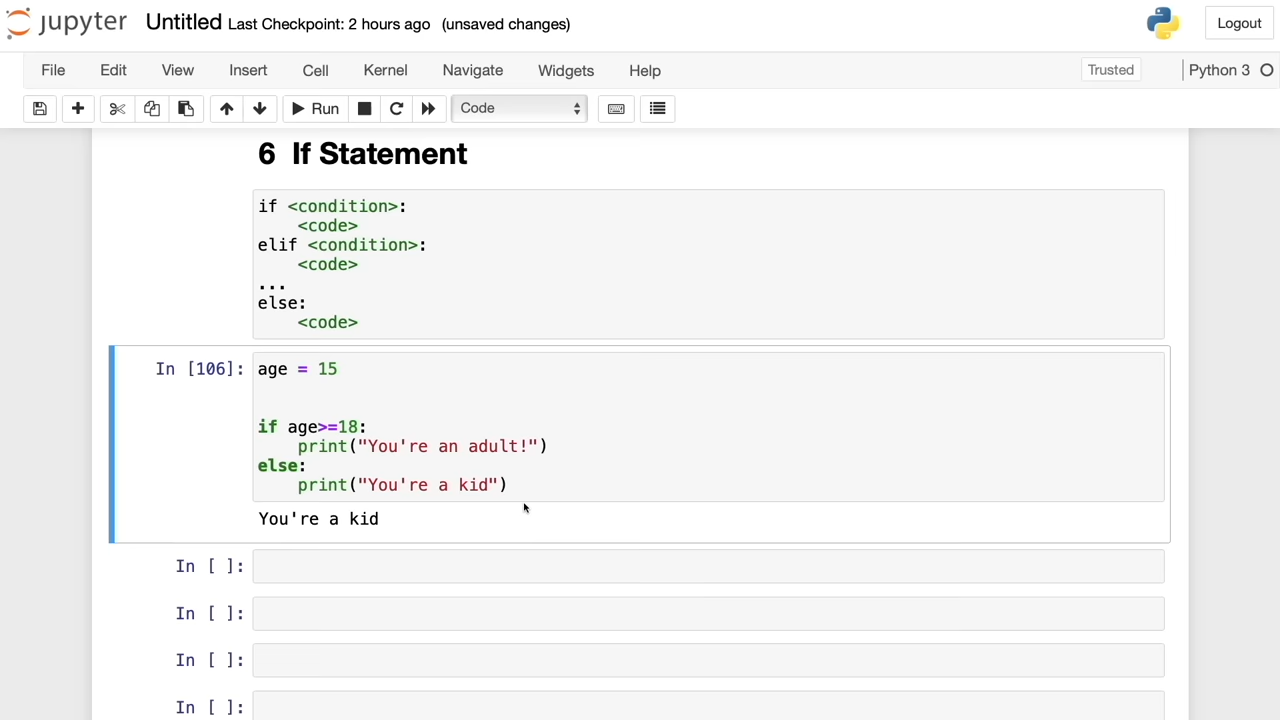 jupyter Untitled Last Checkpoint: 2 hours ago (unsaved changes) Logout
File Edit View Insert Cell Kernel Navigate Widgets Help Trusted Python 3
Run Code
6 If Statement
if <condition>:
    <code>
elif <condition>:
    <code>
...
else:
    <code>
In [106]: age = 15
if age>=18:
    print("You're an adult!")
else:
    print("You're a kid")
You're a kid
In [ ]:
In [ ]:
In [ ]:
In [ ]: